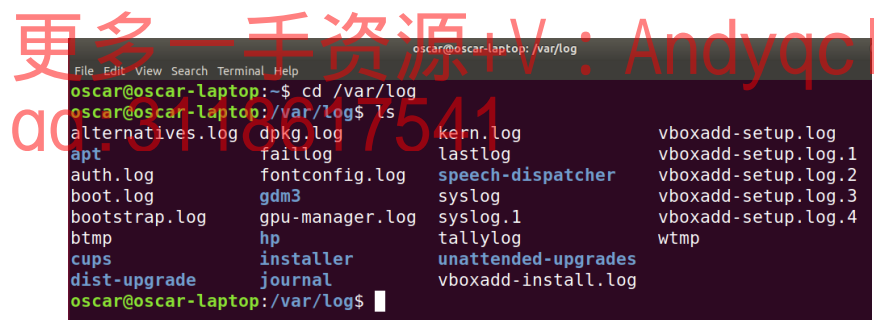 更多一手资源+V：Andyqc
oscar@oscar-laptop: /var/log
File Edit View Search Terminal Help
oscar@oscar-laptop:~$ cd /var/log
oscar@oscar-laptop:/var/log$ ls
qq:3118617541
alternatives.log dpkg.log kern.log vboxadd-setup.log
apt faillog lastlog vboxadd-setup.log.1
auth.log fontconfig.log speech-dispatcher vboxadd-setup.log.2
boot.log gdm3 syslog vboxadd-setup.log.3
bootstrap.log gpu-manager.log syslog.1 vboxadd-setup.log.4
btmp hp tallylog wtmp
cups installer unattended-upgrades
dist-upgrade journal vboxadd-install.log
oscar@oscar-laptop:/var/log$